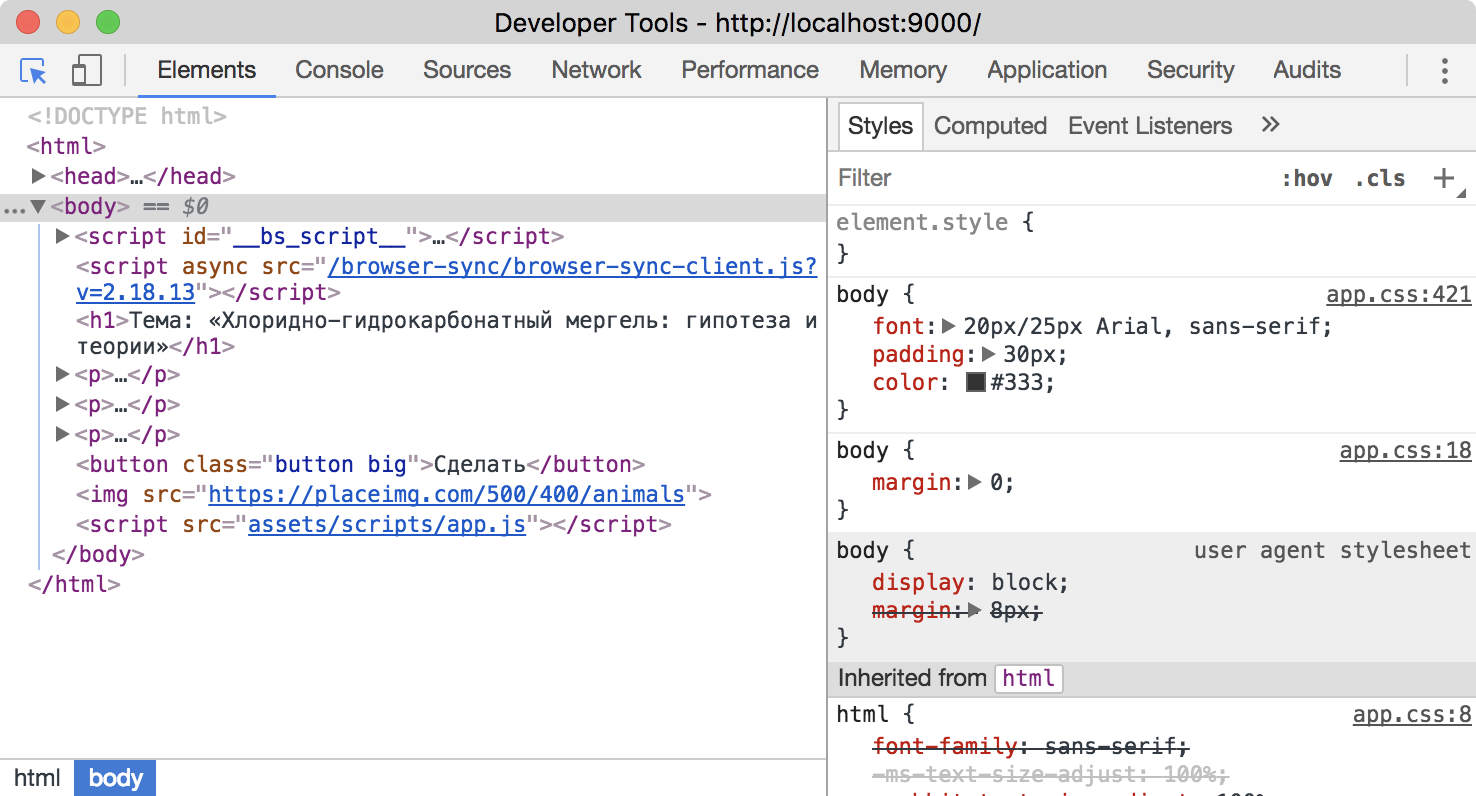 Developer Tools - http://localhost:9000/
Elements Console Sources Network Performance Memory Application Security Audits
<!DOCTYPE html>
<html>
<head>…</head>
…<body> == $0
<script id="__bs_script__">…</script>
<script async src="/browser-sync/browser-sync-client.js?
v=2.18.13"></script>
<h1>Тема: «Хлоридно-гидрокарбонатный мергель: гипотеза и
теории»</h1>
<p>…</p>
<p>…</p>
<p>…</p>
<button class="button big">Сделать</button>
<img src="https://placeimg.com/500/400/animals">
<script src="assets/scripts/app.js"></script>
</body>
</html>
html body
Styles Computed Event Listeners »
Filter :hov .cls +
element.style {
}
body { app.css:421
font: 20px/25px Arial, sans-serif;
padding: 30px;
color: #333;
}
body { app.css:18
margin: 0;
}
body { user agent stylesheet
display: block;
margin: 8px;
}
Inherited from html
html { app.css:8
font-family: sans-serif;
-ms-text-size-adjust: 100%;